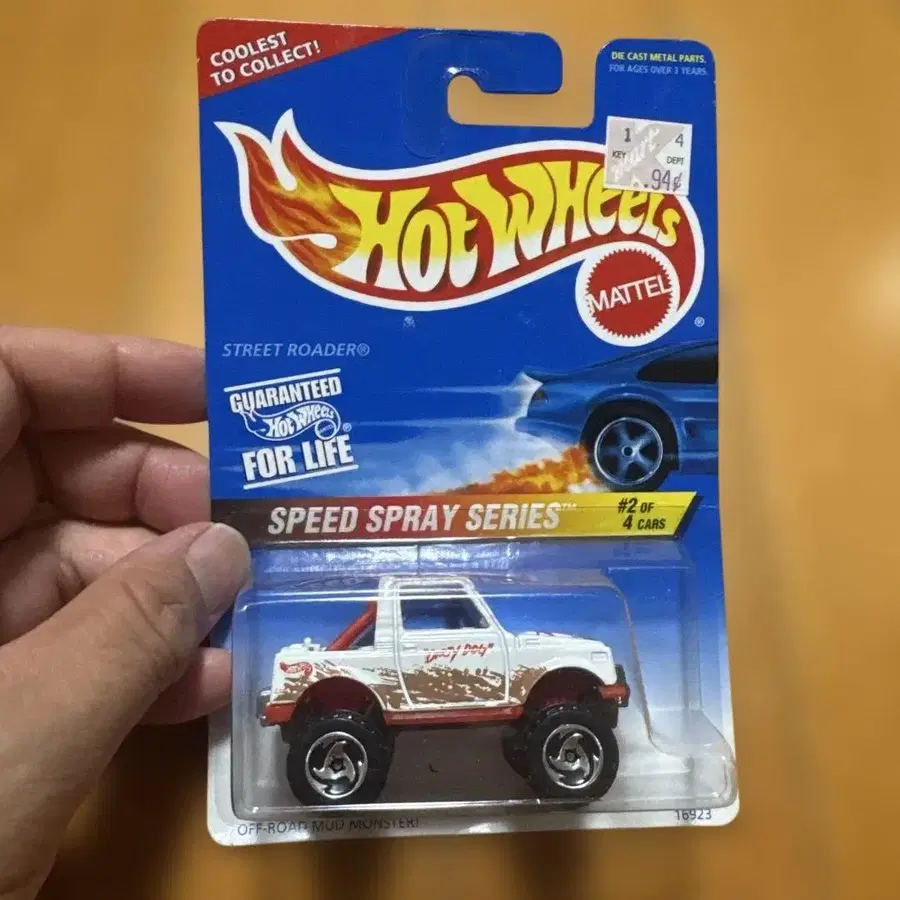 COOLEST
TO COLLECT!
DIE CAST METAL PARTS.
FOR AGES OVER 3 YEARS.
1 4
KEY DEPT
.94¢
HOT WHEELS
MATTEL
®
STREET ROADER®
GUARANTEED
HOT WHEELS
®
FOR LIFE
SPEED SPRAY SERIES™
#2 OF
4 CARS
OFF-ROAD MUD MONSTER!
16923